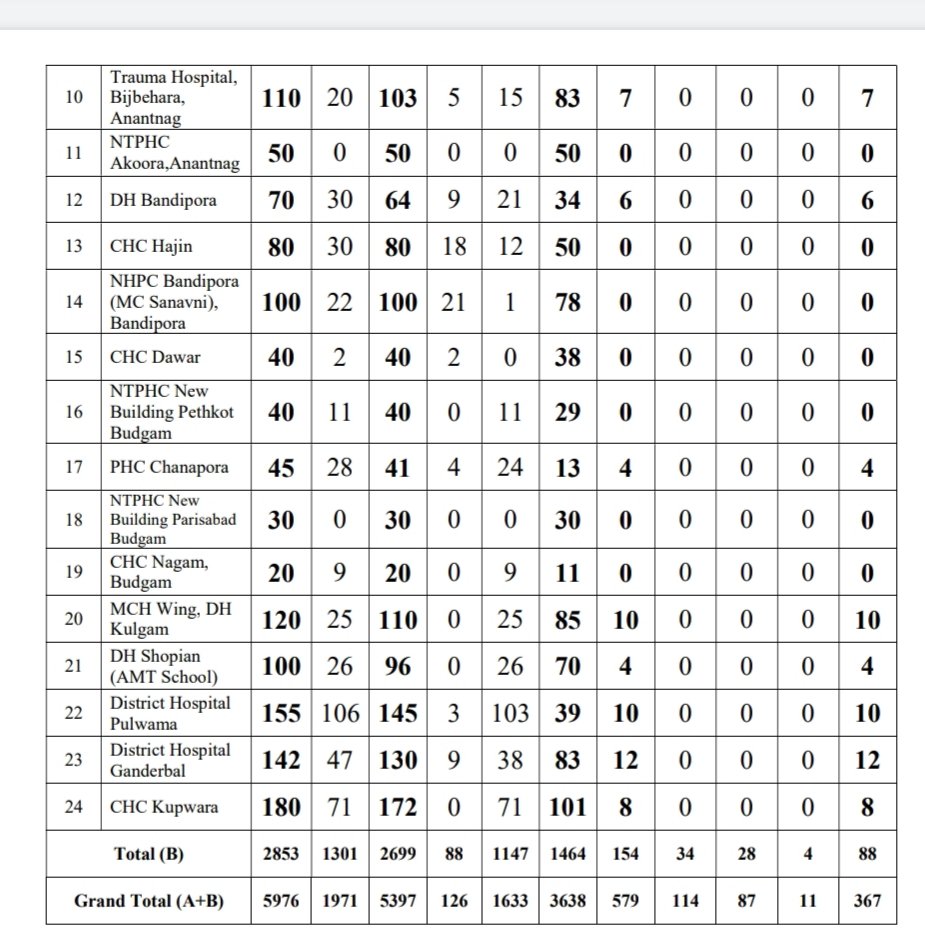 10 Trauma Hospital, Bijbehara, Anantnag 110 20 103 5 15 83 7 0 0 0 7
11 NTPHC Akoora,Anantnag 50 0 50 0 0 50 0 0 0 0 0
12 DH Bandipora 70 30 64 9 21 34 6 0 0 0 6
13 CHC Hajin 80 30 80 18 12 50 0 0 0 0 0
14 NHPC Bandipora (MC Sanavni), Bandipora 100 22 100 21 1 78 0 0 0 0 0
15 CHC Dawar 40 2 40 2 0 38 0 0 0 0 0
16 NTPHC New Building Pethkot Budgam 40 11 40 0 11 29 0 0 0 0 0
17 PHC Chanapora 45 28 41 4 24 13 4 0 0 0 4
18 NTPHC New Building Parisabad Budgam 30 0 30 0 0 30 0 0 0 0 0
19 CHC Nagam, Budgam 20 9 20 0 9 11 0 0 0 0 0
20 MCH Wing, DH Kulgam 120 25 110 0 25 85 10 0 0 0 10
21 DH Shopian (AMT School) 100 26 96 0 26 70 4 0 0 0 4
22 District Hospital Pulwama 155 106 145 3 103 39 10 0 0 0 10
23 District Hospital Ganderbal 142 47 130 9 38 83 12 0 0 0 12
24 CHC Kupwara 180 71 172 0 71 101 8 0 0 0 8
Total (B) 2853 1301 2699 88 1147 1464 154 34 28 4 88
Grand Total (A+B) 5976 1971 5397 126 1633 3638 579 114 87 11 367